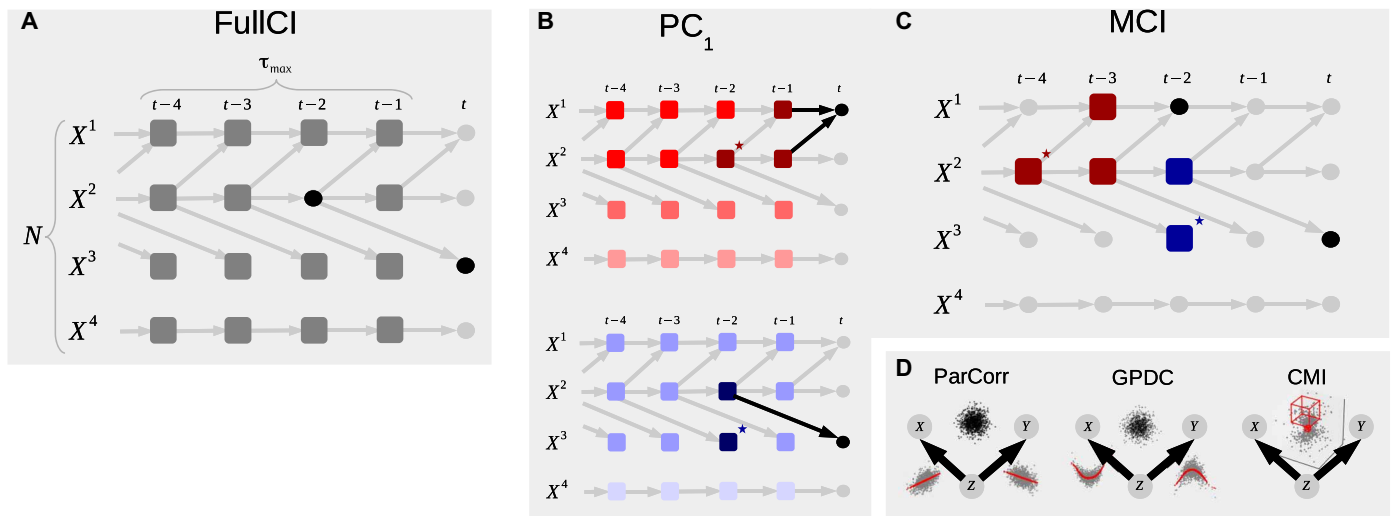 A FullCI
τmax
t−4 t−3 t−2 t−1 t
X¹
X²
N
X³
X⁴
B PC₁
t−4 t−3 t−2 t−1 t
X¹
X²
X³
X⁴
t−4 t−3 t−2 t−1 t
X¹
X²
X³
X⁴
C MCI
t−4 t−3 t−2 t−1 t
X¹
X²
X³
X⁴
D ParCorr GPDC CMI
X Y X Y X Y
Z Z Z